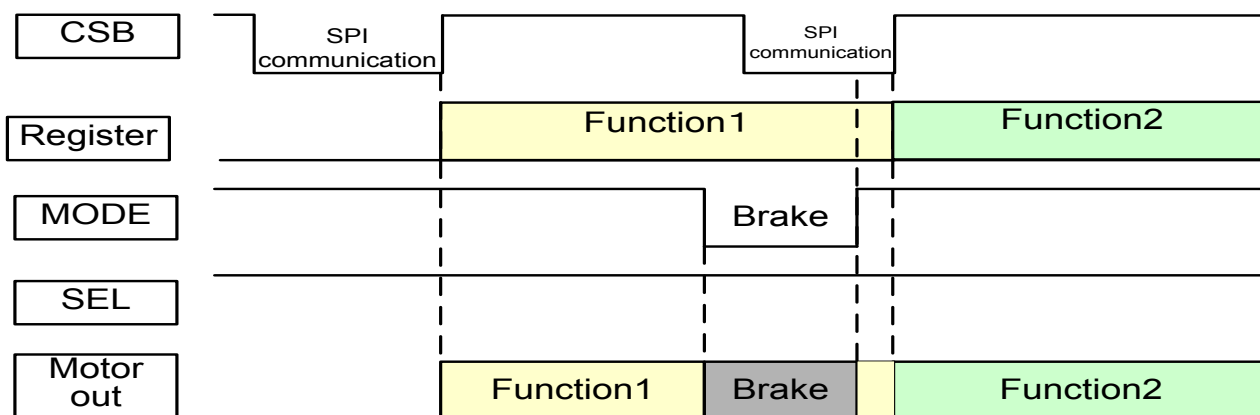 CSB
SPI
communication
SPI
communication
Register
Function1
Function2
MODE
Brake
SEL
Motor
out
Function1
Brake
Function2